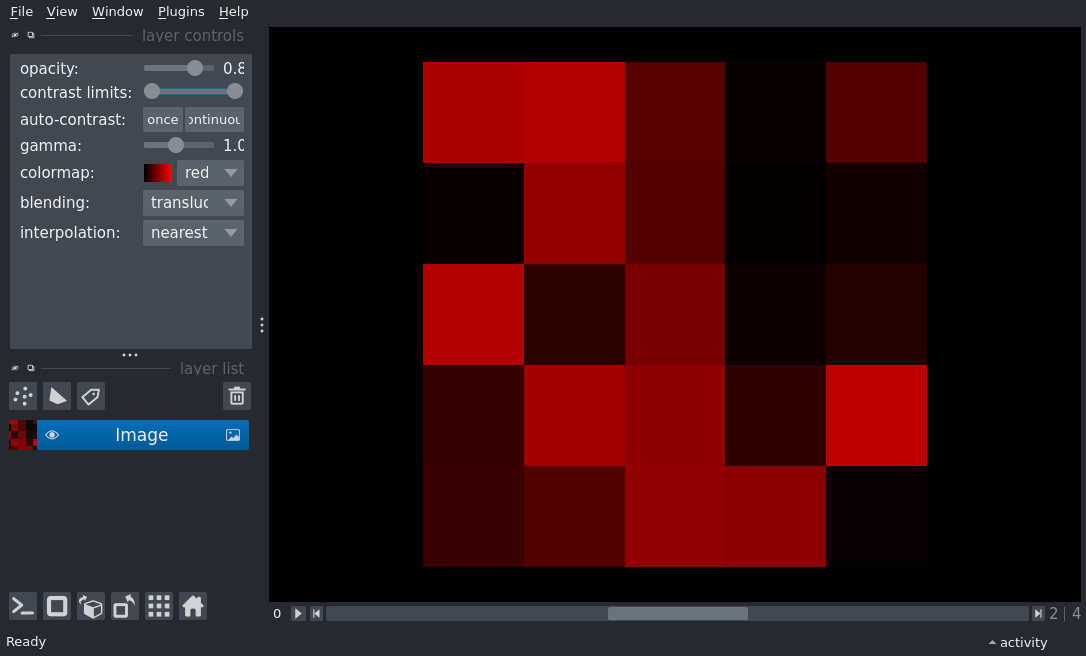 File View Window Plugins Help
layer controls
opacity: 0.8
contrast limits:
auto-contrast: once ontinuou
gamma: 1.0
colormap: red
blending: transluc
interpolation: nearest
layer list
Image
0 2 | 4
Ready activity